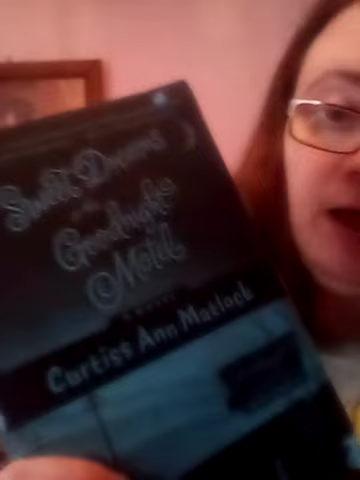 Sweet Dreams
at the
Goodnight
Motel
A NOVEL
Curtiss Ann Matlock